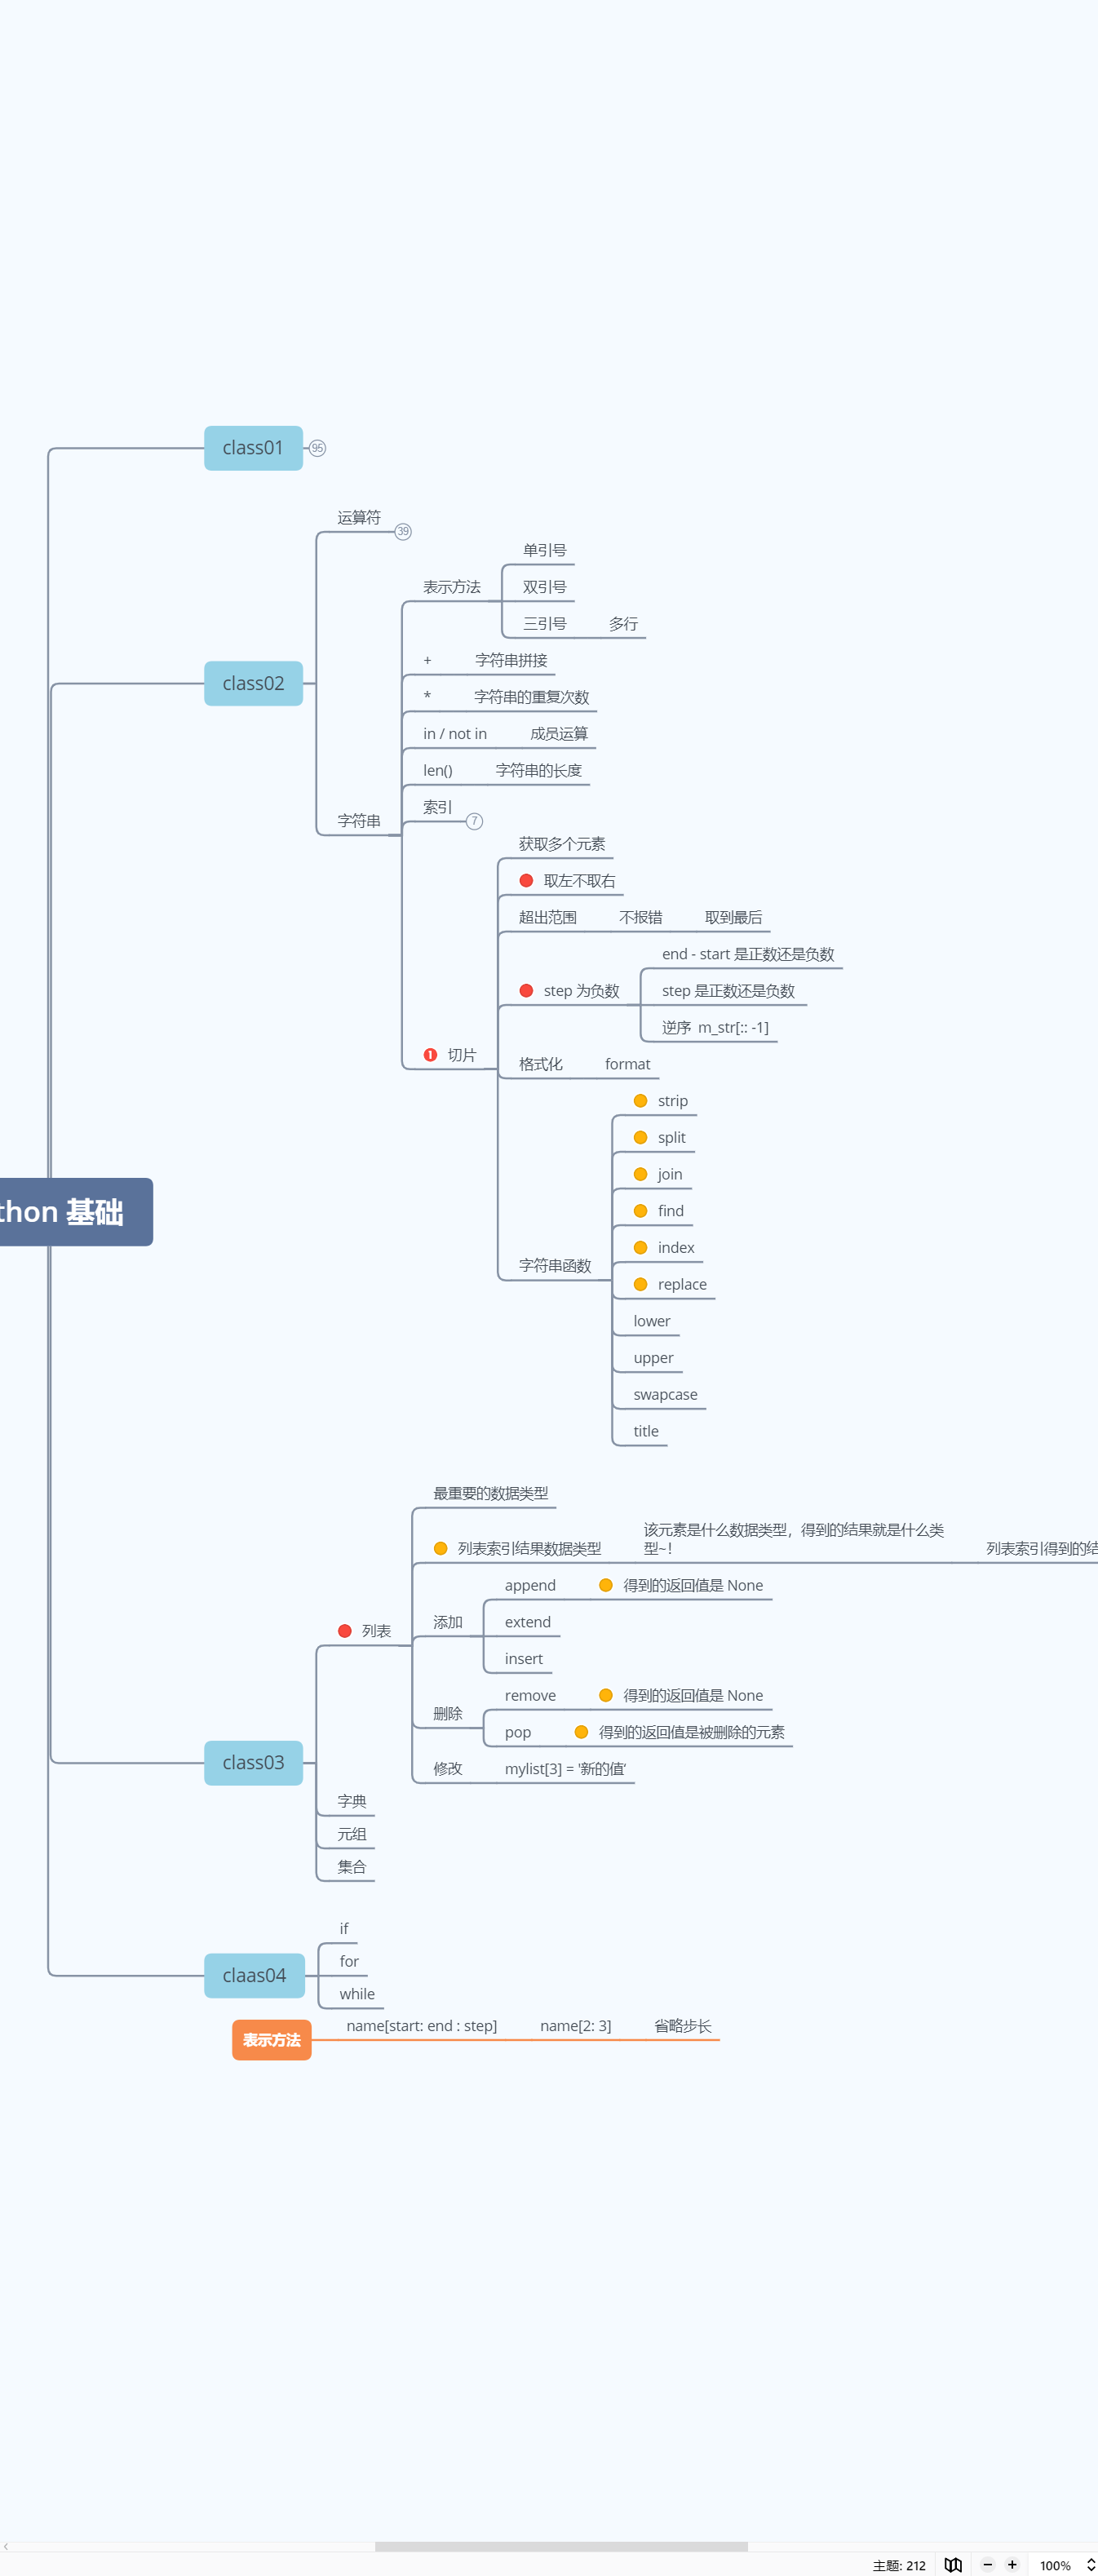 class01
95
运算符
39
单引号
表示方法
双引号
三引号 多行
+ 字符串拼接
class02
* 字符串的重复次数
in / not in 成员运算
len() 字符串的长度
索引
7
字符串
获取多个元素
取左不取右
超出范围 不报错 取到最后
end - start 是正数还是负数
step 为负数
step 是正数还是负数
逆序 m_str[:: -1]
1 切片
格式化 format
strip
split
join
thon 基础
find
index
字符串函数
replace
lower
upper
swapcase
title
最重要的数据类型
列表索引结果数据类型
该元素是什么数据类型，得到的结果就是什么类
型~！
列表索引得到的结
append 得到的返回值是 None
添加
extend
列表
insert
remove 得到的返回值是 None
删除
pop 得到的返回值是被删除的元素
class03
修改 mylist[3] = '新的值'
字典
元组
集合
if
for
claas04
while
表示方法 name[start: end : step] name[2: 3] 省略步长
主题: 212
100%